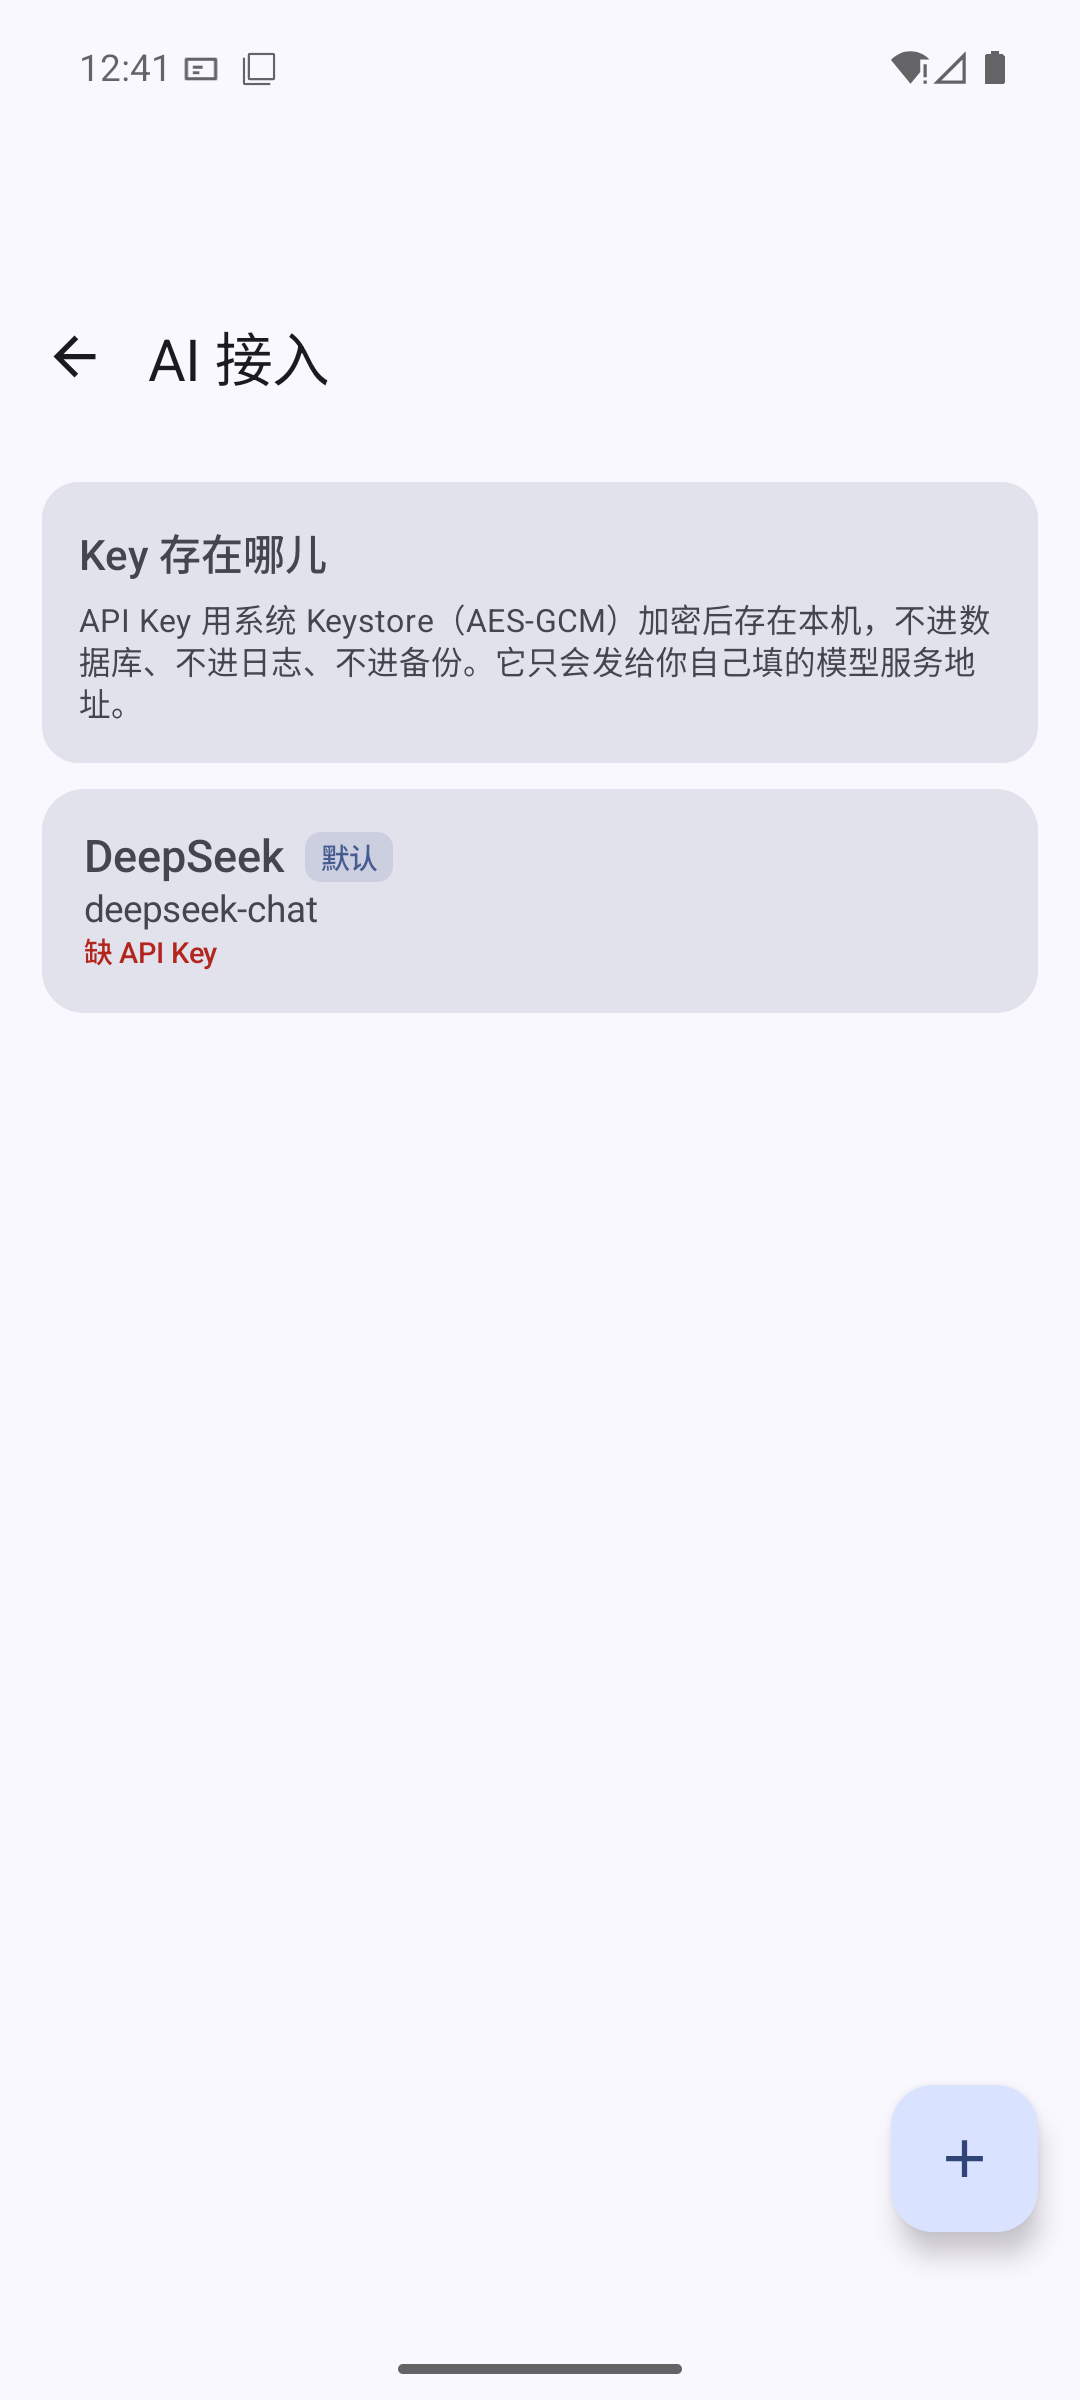 12:41
AI 接入
Key 存在哪儿
API Key 用系统 Keystore（AES-GCM）加密后存在本机，不进数
据库、不进日志、不进备份。它只会发给你自己填的模型服务地
址。
DeepSeek 默认
deepseek-chat
缺 API Key